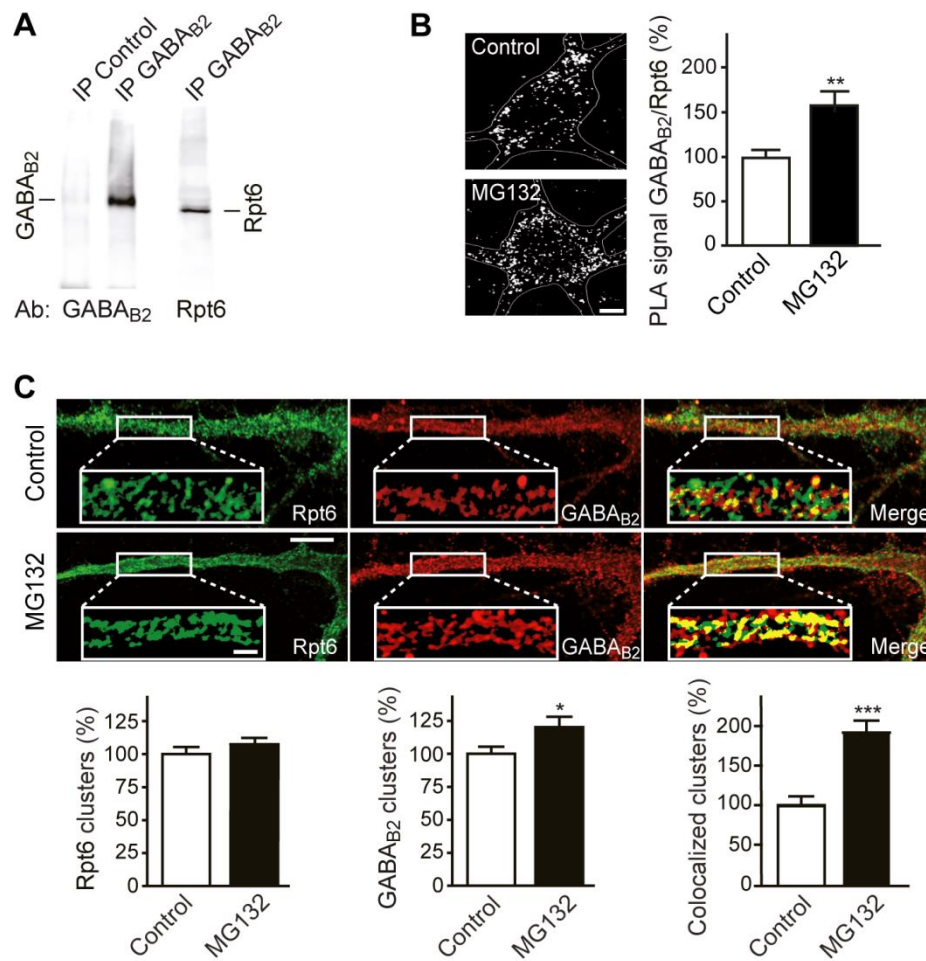 A
IP Control
IP GABAB2
IP GABAB2
GABAB2
Rpt6
Ab: GABAB2 Rpt6
B
Control
MG132
PLA signal GABAB2/Rpt6 (%)
200
150
100
50
0
**
Control
MG132
C
Control
Rpt6
GABAB2
Merge
MG132
Rpt6
GABAB2
Merge
Rpt6 clusters (%)
125
100
75
50
25
0
Control
MG132
GABAB2 clusters (%)
125
100
75
50
25
0
*
Control
MG132
Colocalized clusters (%)
200
150
100
50
0
***
Control
MG132